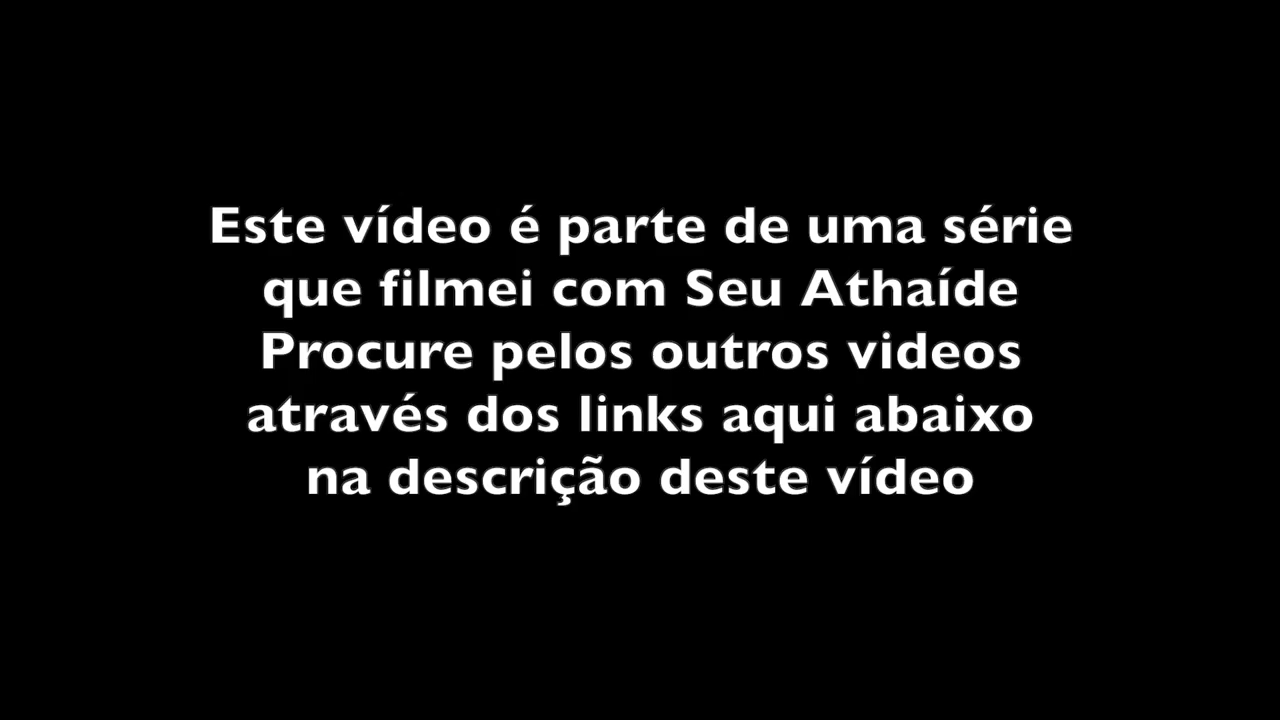 Este vídeo é parte de uma série
que filmei com Seu Athaíde
Procure pelos outros videos
através dos links aqui abaixo
na descrição deste vídeo